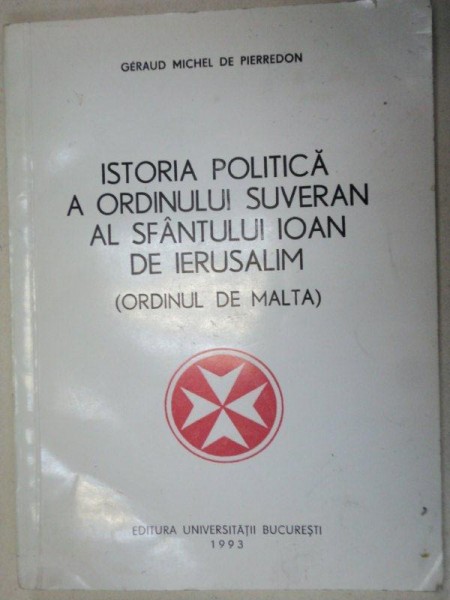 GÉRAUD MICHEL DE PIERREDON
ISTORIA POLITICĂ
A ORDINULUI SUVERAN
AL SFÂNTULUI IOAN
DE IERUSALIM
(ORDINUL DE MALTA)
EDITURA UNIVERSITĂȚII BUCUREȘTI
1993